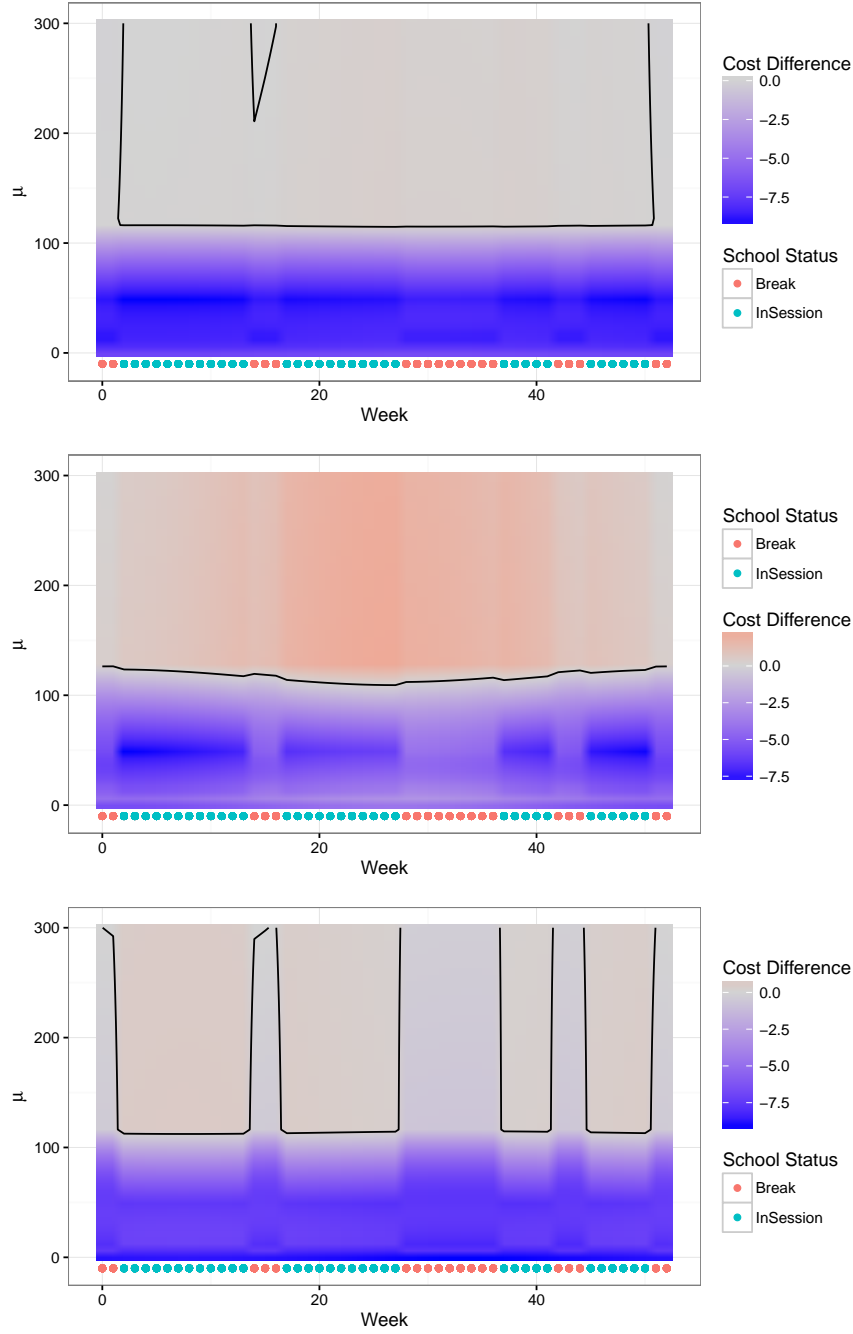 300
200
100
0
μ
0
20
40
Week
Cost Difference
0.0
−2.5
−5.0
−7.5
School Status
Break
InSession
300
200
100
0
μ
0
20
40
Week
School Status
Break
InSession
Cost Difference
0.0
−2.5
−5.0
−7.5
300
200
100
0
μ
0
20
40
Week
Cost Difference
0.0
−2.5
−5.0
−7.5
School Status
Break
InSession